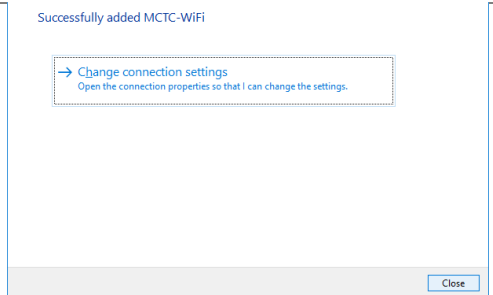 Successfully added MCTC-WiFi
Change connection settings
Open the connection properties so that I can change the settings.
Close